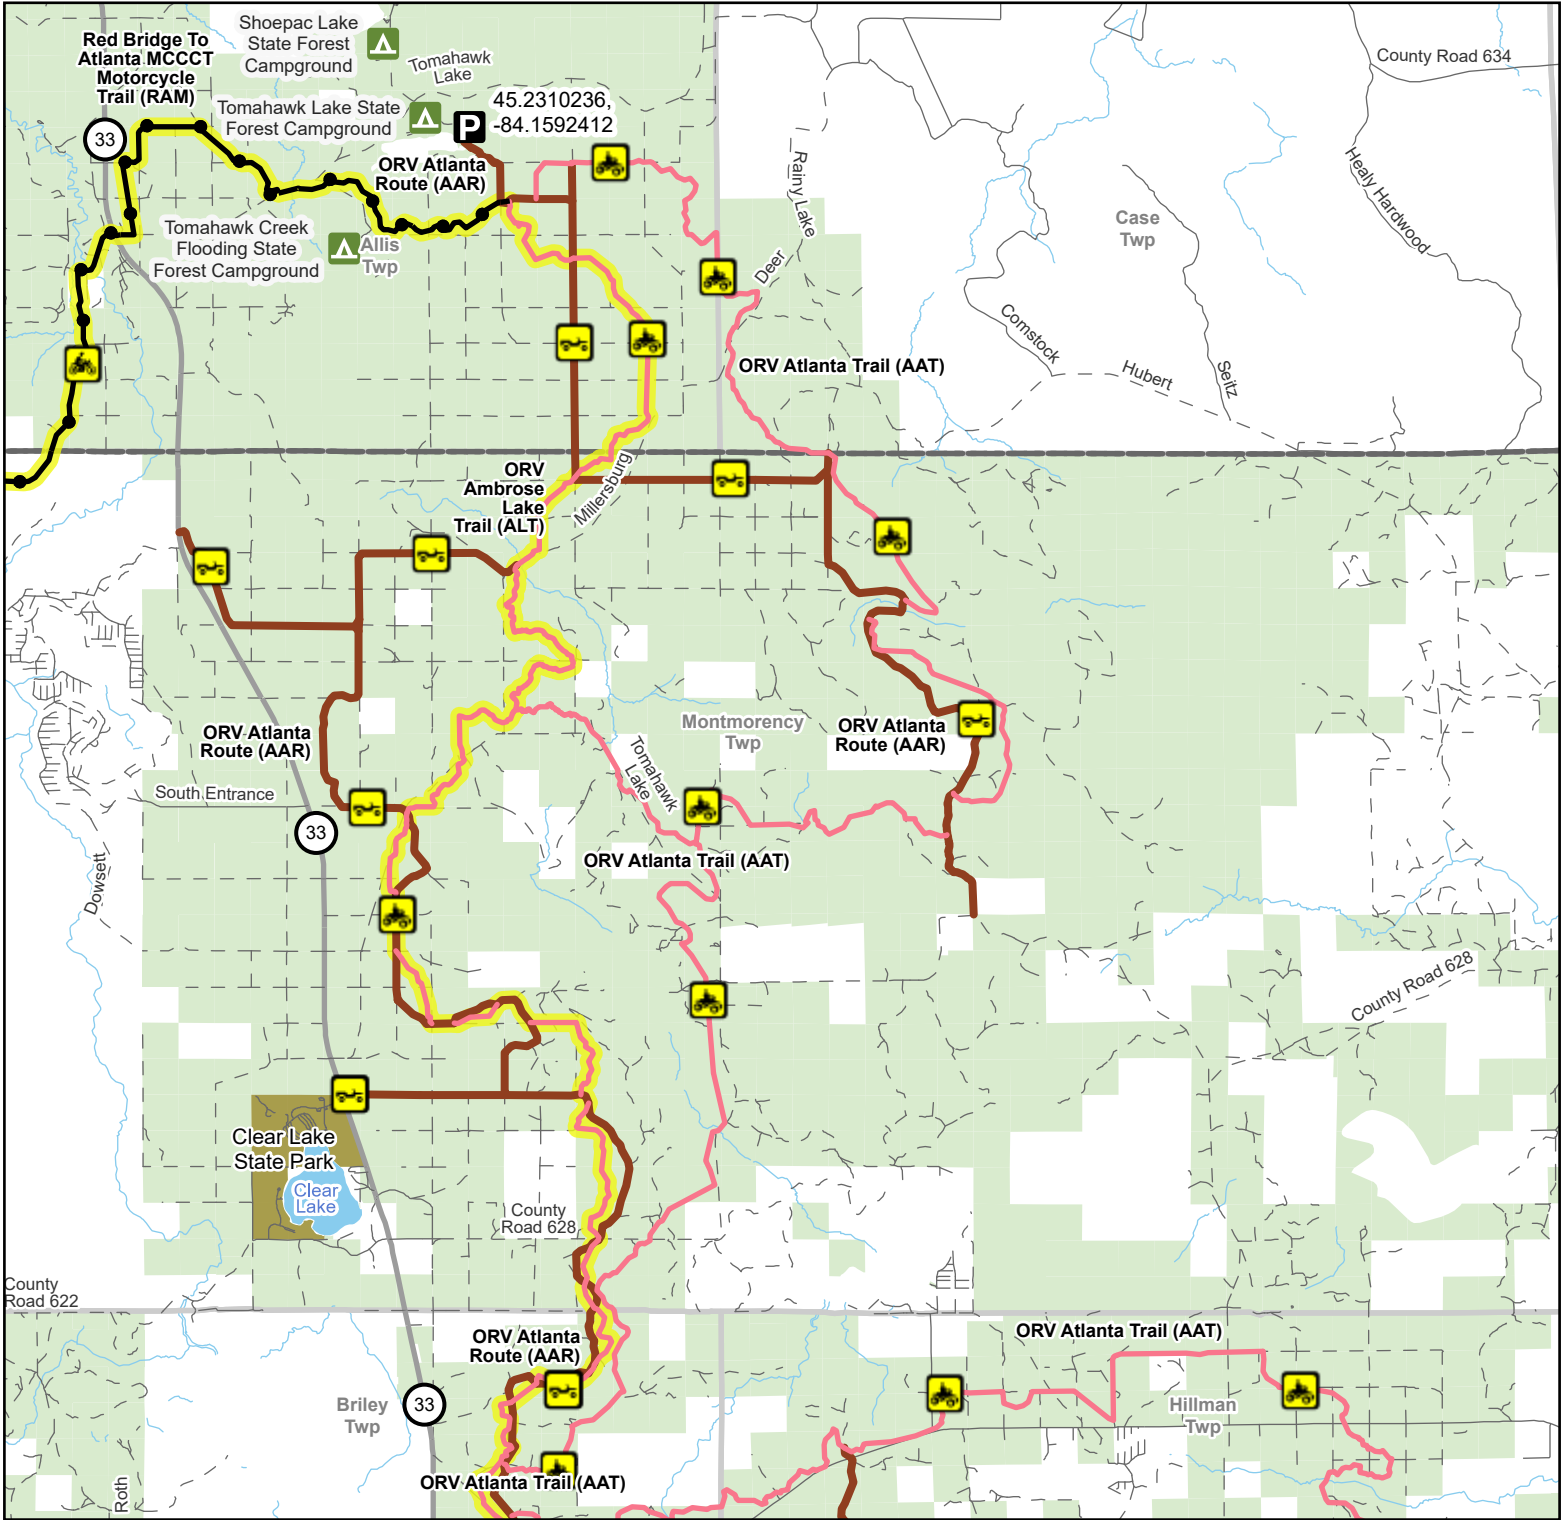 Shoepac Lake
State Forest
Campground
Red Bridge To
Atlanta MCCCT
Motorcycle
Trail (RAM)
Tomahawk
Lake
County Road 634
Tomahawk Lake State
Forest Campground
P
45.2310236,
-84.1592412
33
ORV Atlanta
Route (AAR)
Rainy Lake
Healy Hardwood
Tomahawk Creek
Flooding State
Forest Campground
Allis
Twp
Case
Twp
Deer
Comstock
Hubert
Seitz
ORV Atlanta Trail (AAT)
ORV
Ambrose
Lake
Trail (ALT)
Millersburg
ORV Atlanta
Route (AAR)
Montmorency
Twp
ORV Atlanta
Route (AAR)
Tomahawk
Lake
South Entrance
33
ORV Atlanta Trail (AAT)
Dowsett
County Road 628
Clear Lake
State Park
Clear
Lake
County
Road 628
County
Road 622
ORV Atlanta
Route (AAR)
ORV Atlanta Trail (AAT)
Briley
Twp
33
Hillman
Twp
ORV Atlanta Trail (AAT)
Roth